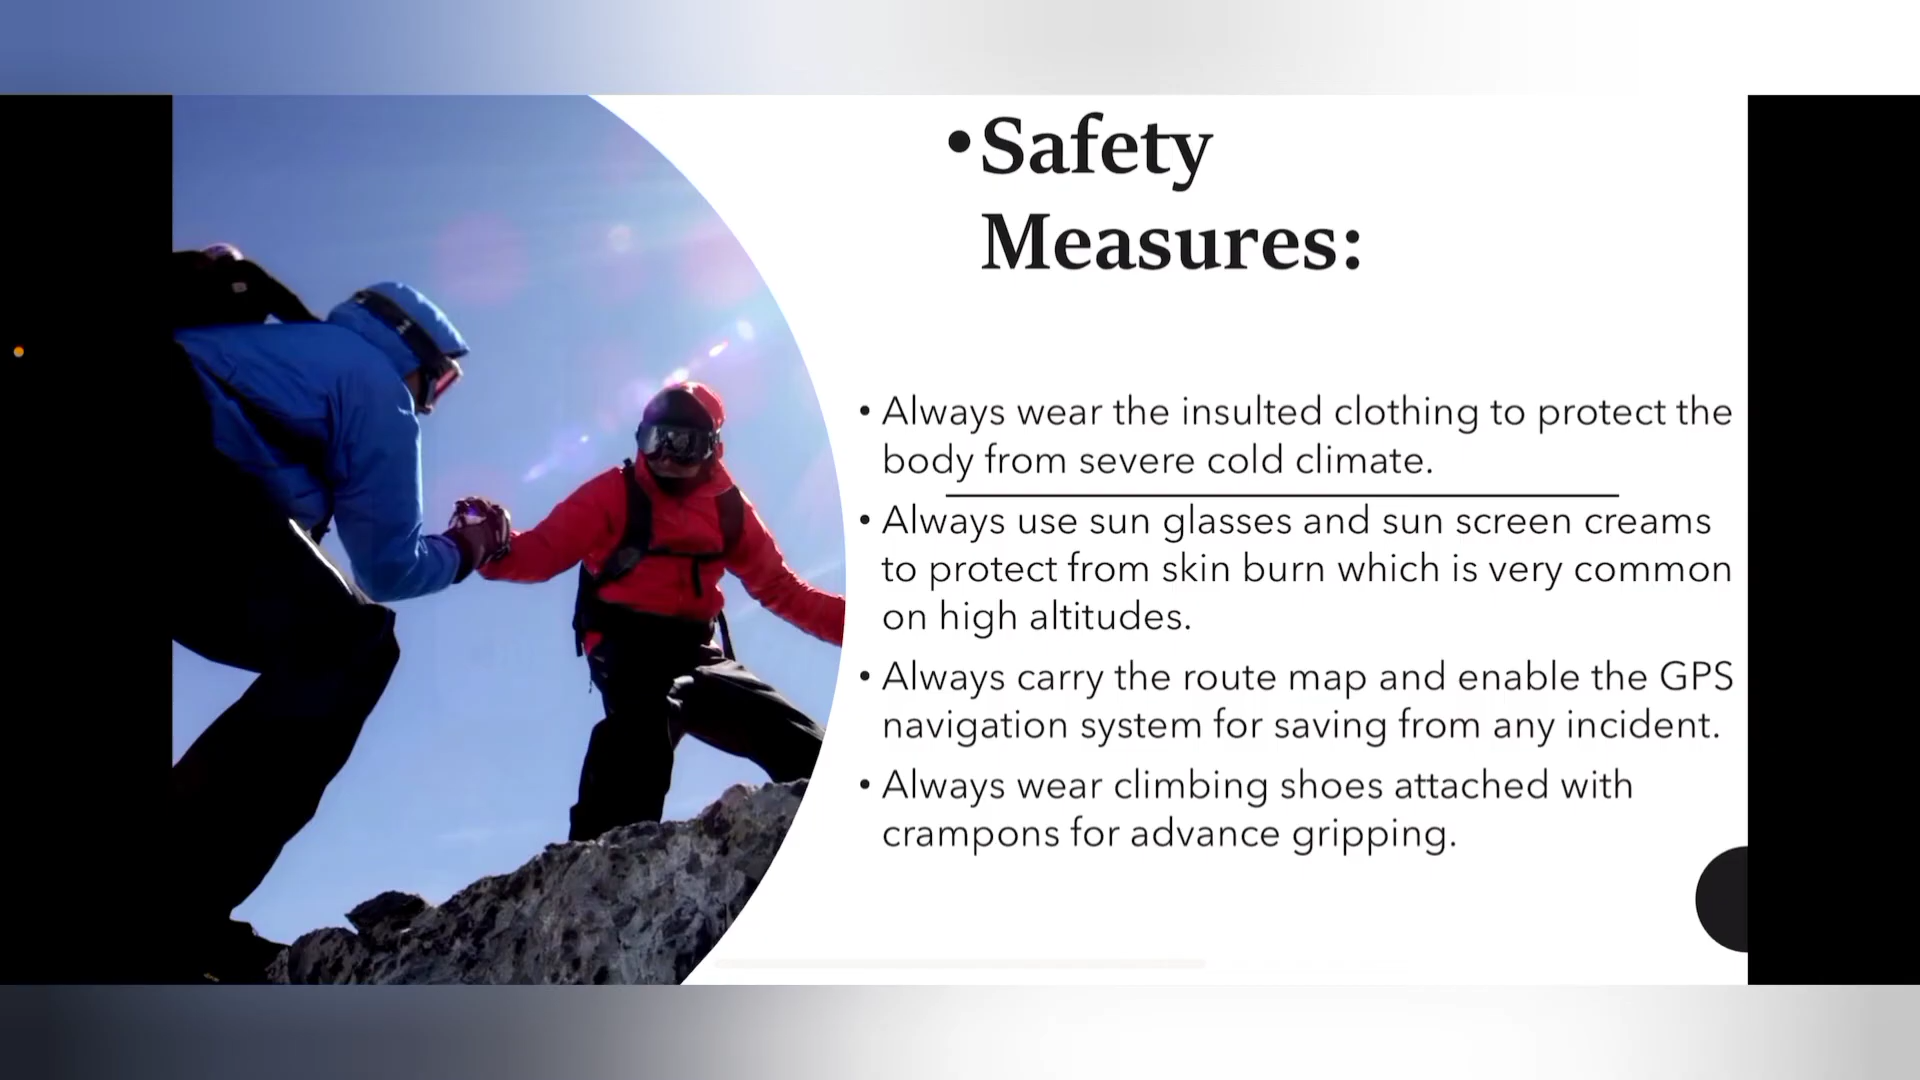 •Safety
Measures:
• Always wear the insulted clothing to protect the
body from severe cold climate.
• Always use sun glasses and sun screen creams
to protect from skin burn which is very common
on high altitudes.
• Always carry the route map and enable the GPS
navigation system for saving from any incident.
• Always wear climbing shoes attached with
crampons for advance gripping.